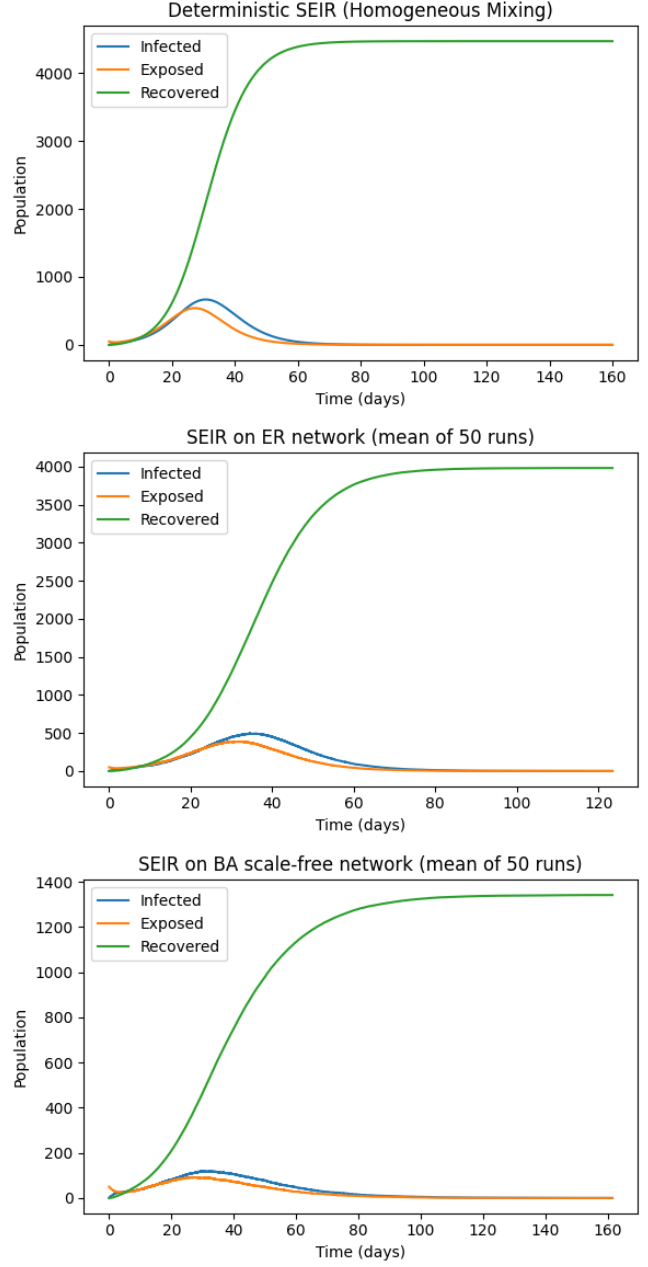 Deterministic SEIR (Homogeneous Mixing)
Infected
Exposed
Recovered
Population
4000
3000
2000
1000
0
0 20 40 60 80 100 120 140 160
Time (days)
SEIR on ER network (mean of 50 runs)
Infected
Exposed
Recovered
Population
4000
3500
3000
2500
2000
1500
1000
500
0
0 20 40 60 80 100 120
Time (days)
SEIR on BA scale-free network (mean of 50 runs)
Infected
Exposed
Recovered
Population
1400
1200
1000
800
600
400
200
0
0 20 40 60 80 100 120 140 160
Time (days)